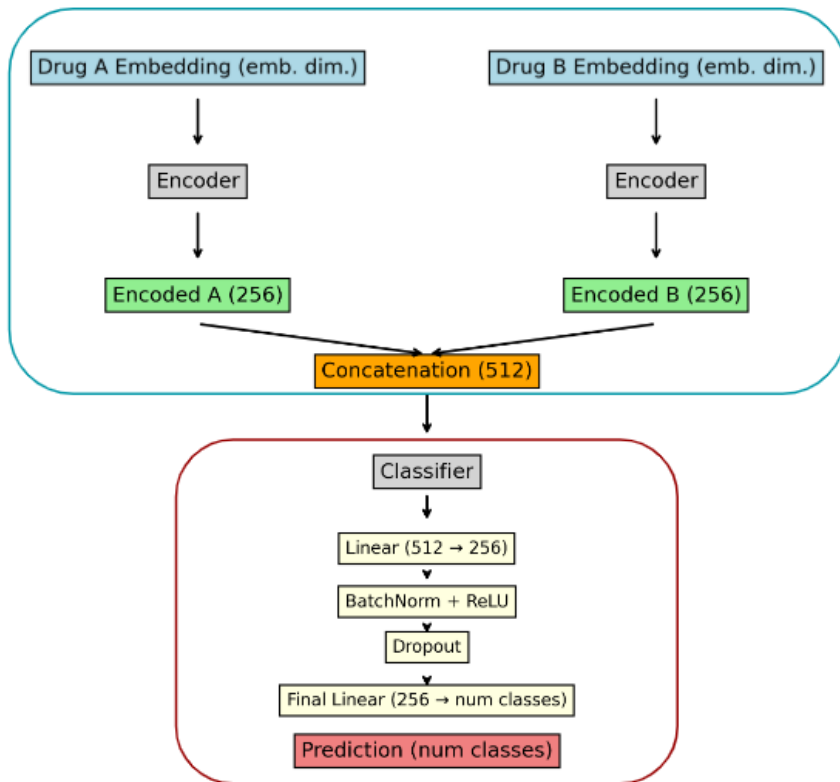 Drug A Embedding (emb. dim.)
Drug B Embedding (emb. dim.)
Encoder
Encoder
Encoded A (256)
Encoded B (256)
Concatenation (512)
Classifier
Linear (512 → 256)
BatchNorm + ReLU
Dropout
Final Linear (256 → num classes)
Prediction (num classes)